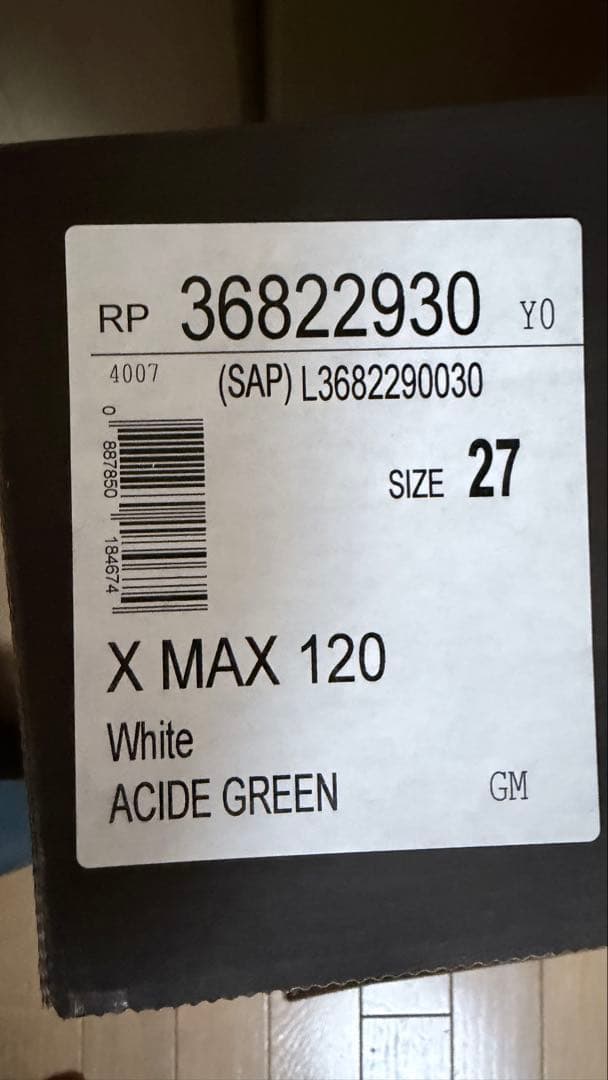 RP 36822930 Y0
4007 (SAP) L3682290030
0 887850 184674
SIZE 27
X MAX 120
White
ACIDE GREEN GM